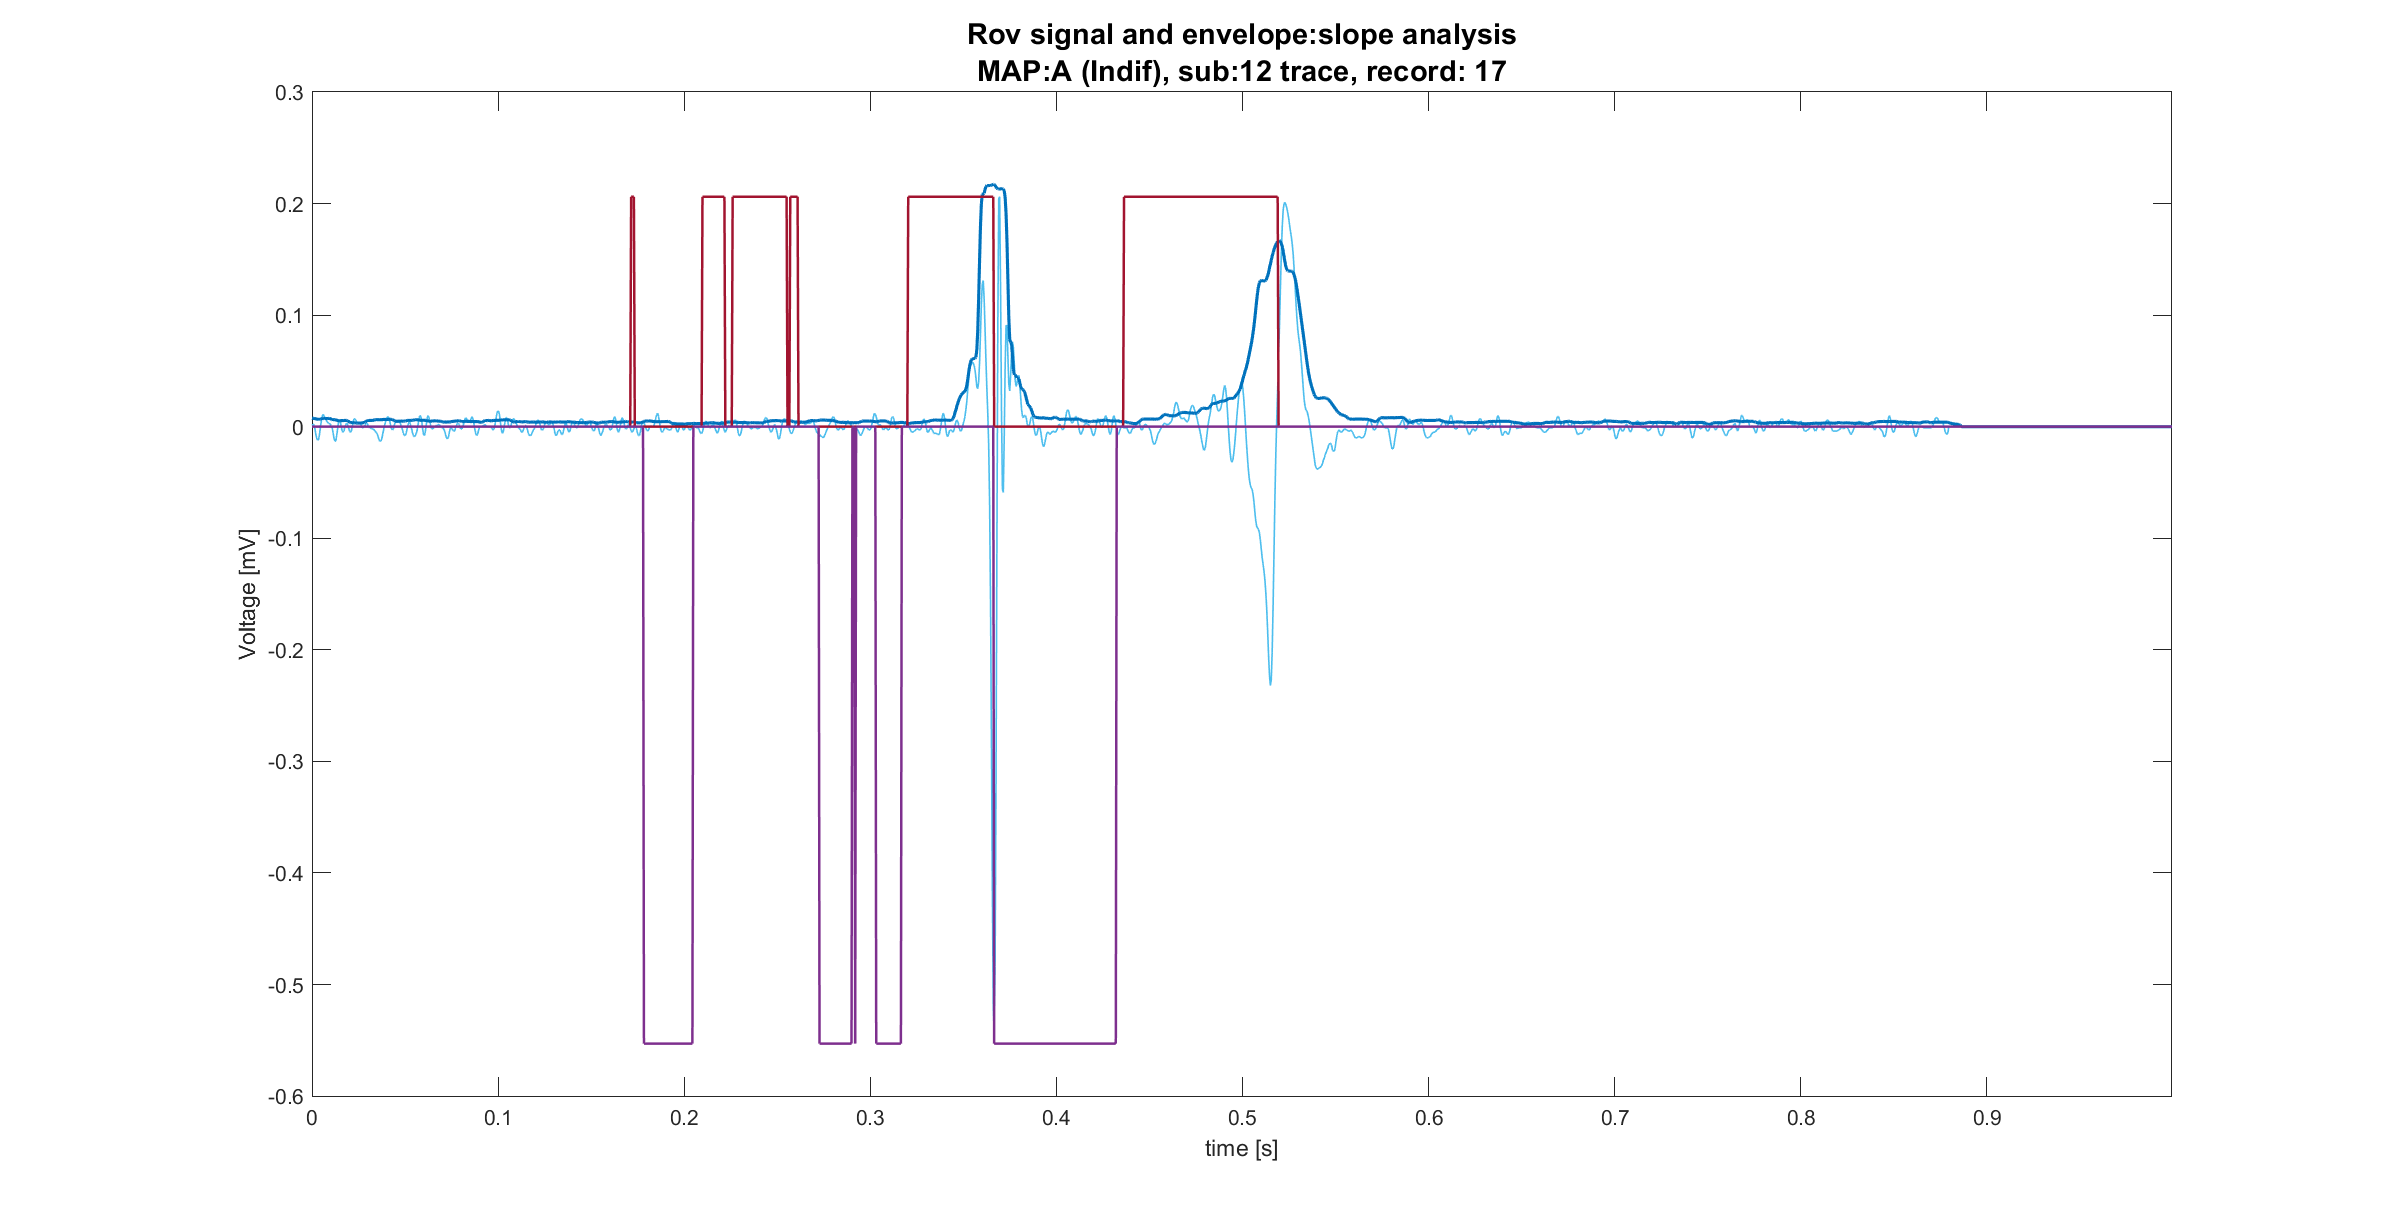 Rov signal and envelope:slope analysis
MAP:A (Indif), sub:12 trace, record: 17
0.3
0.2
0.1
0
-0.1
-0.2
-0.3
-0.4
-0.5
-0.6
Voltage [mV]
0 0.1 0.2 0.3 0.4 0.5 0.6 0.7 0.8 0.9
time [s]